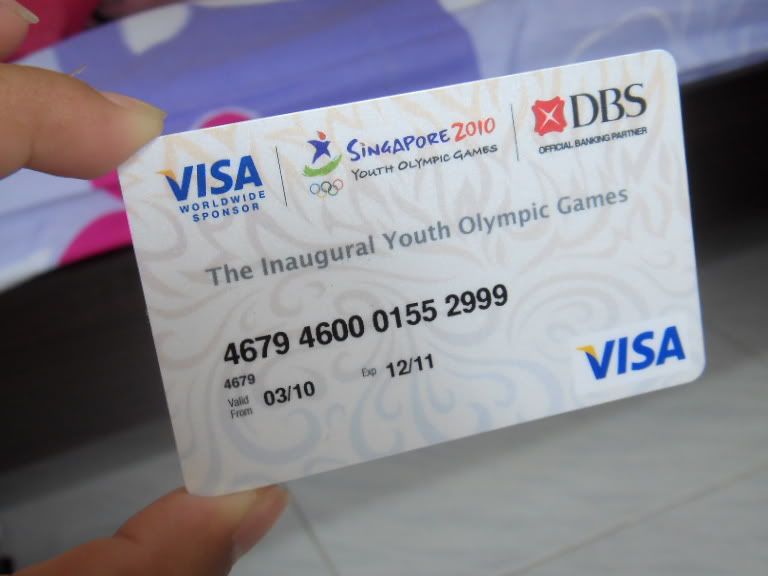 VISA
WORLDWIDE
SPONSOR
SINGAPORE 2010
YOUTH OLYMPIC GAMES
DBS
OFFICIAL BANKING PARTNER
The Inaugural Youth Olympic Games
4679 4600 0155 2999
4679
Valid From 03/10 Exp 12/11
VISA